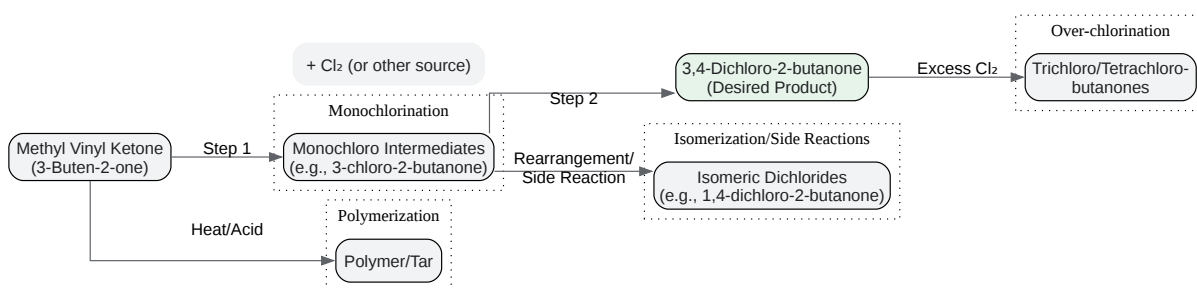 Methyl Vinyl Ketone
(3-Buten-2-one)
Step 1
Heat/Acid
+ Cl₂ (or other source)
Monochlorination
Monochloro Intermediates
(e.g., 3-chloro-2-butanone)
Polymerization
Polymer/Tar
Step 2
Rearrangement/
Side Reaction
3,4-Dichloro-2-butanone
(Desired Product)
Isomerization/Side Reactions
Isomeric Dichlorides
(e.g., 1,4-dichloro-2-butanone)
Excess Cl₂
Over-chlorination
Trichloro/Tetrachloro-
butanones